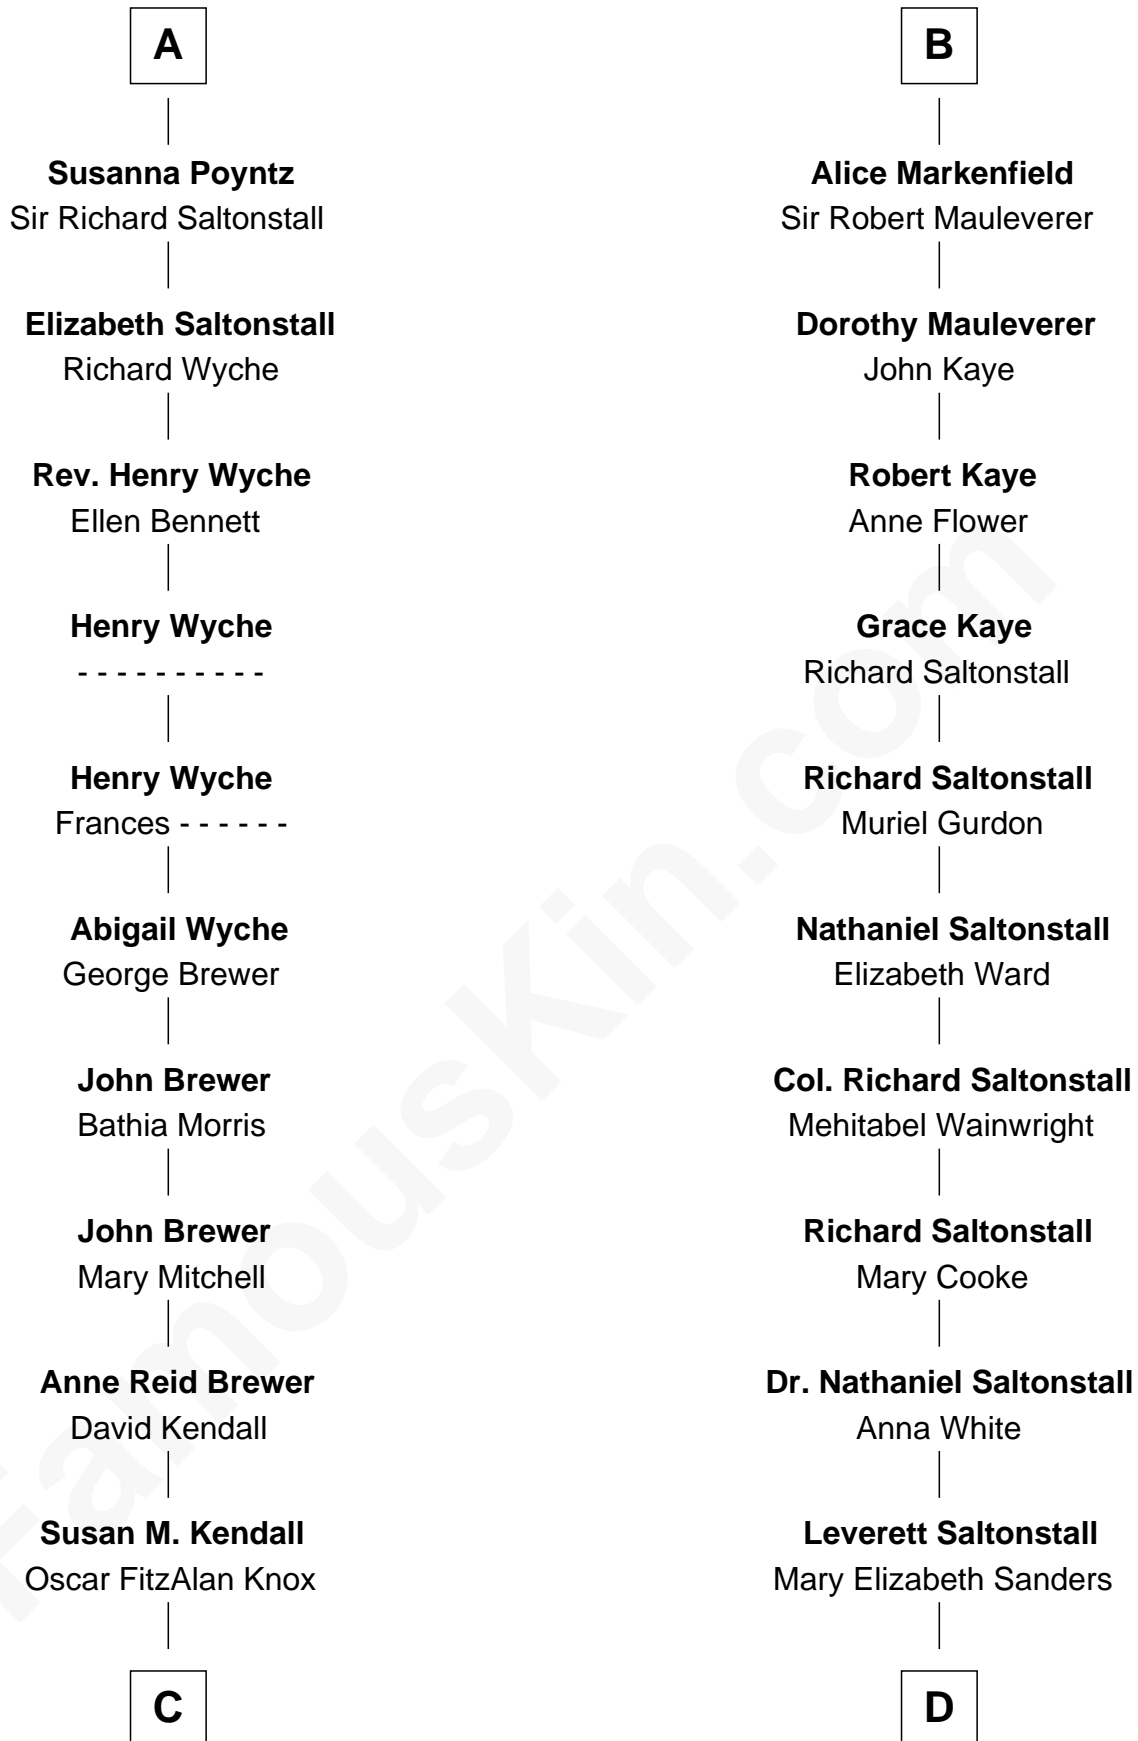 A
Susanna Poyntz
Sir Richard Saltonstall
Elizabeth Saltonstall
Richard Wyche
Rev. Henry Wyche
Ellen Bennett
Henry Wyche
- - - - - - - - - -
Henry Wyche
Frances - - - - - -
Abigail Wyche
George Brewer
John Brewer
Bathia Morris
John Brewer
Mary Mitchell
Anne Reid Brewer
David Kendall
Susan M. Kendall
Oscar FitzAlan Knox
C
B
Alice Markenfield
Sir Robert Mauleverer
Dorothy Mauleverer
John Kaye
Robert Kaye
Anne Flower
Grace Kaye
Richard Saltonstall
Richard Saltonstall
Muriel Gurdon
Nathaniel Saltonstall
Elizabeth Ward
Col. Richard Saltonstall
Mehitabel Wainwright
Richard Saltonstall
Mary Cooke
Dr. Nathaniel Saltonstall
Anna White
Leverett Saltonstall
Mary Elizabeth Sanders
D
FamousKin.com